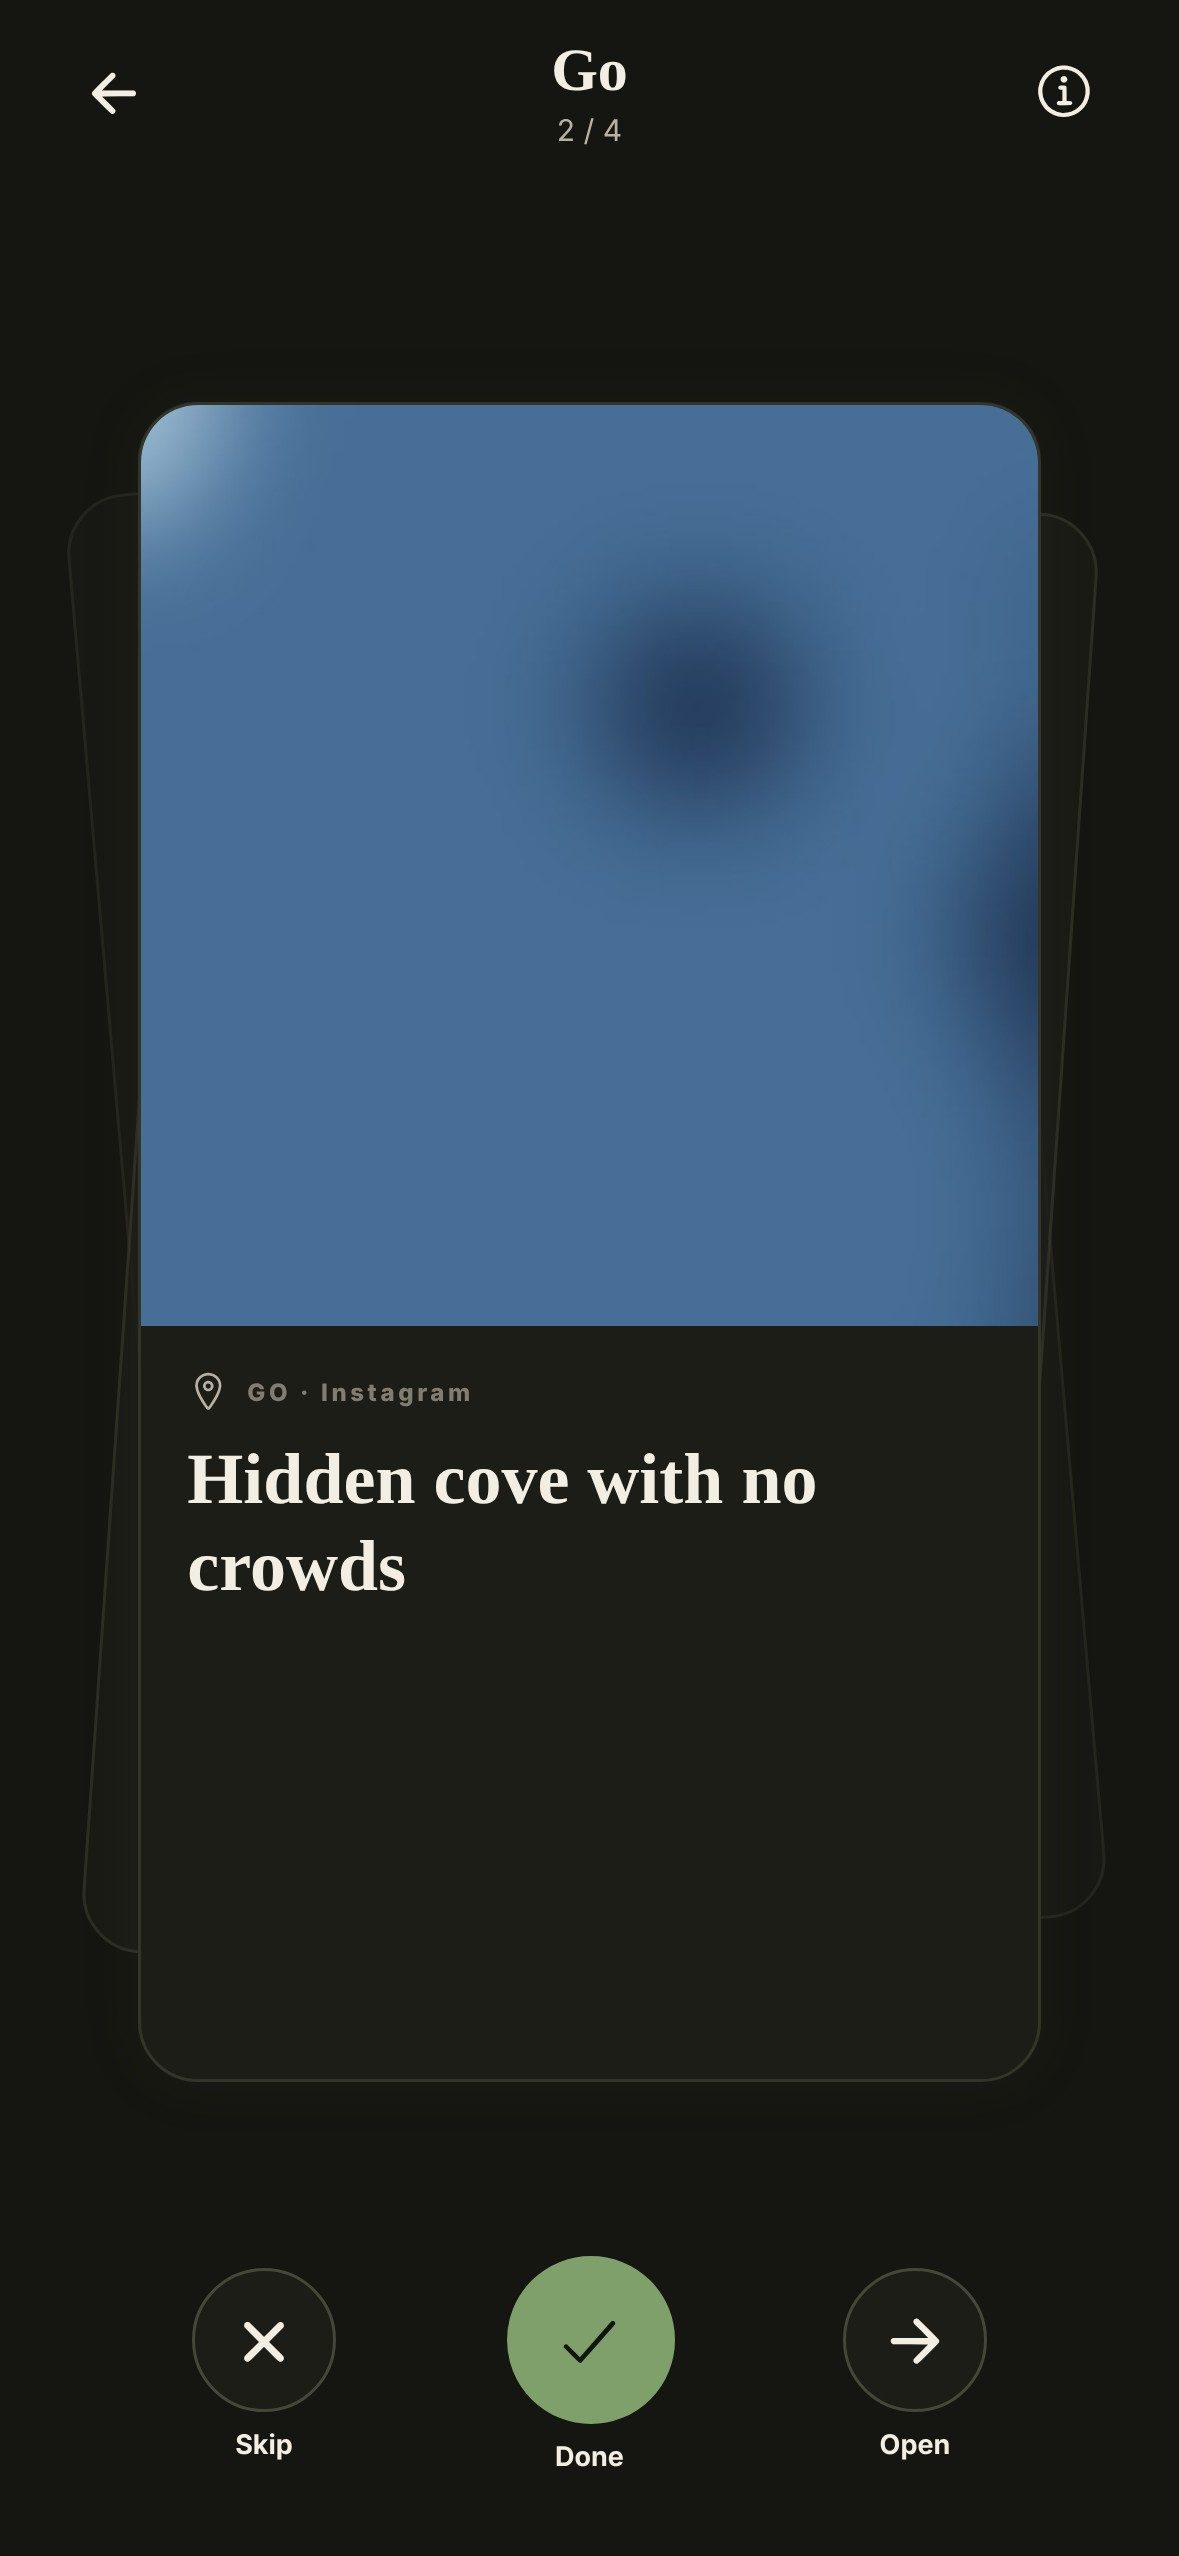 Go
2 / 4
GO · Instagram
Hidden cove with no
crowds
Skip
Done
Open